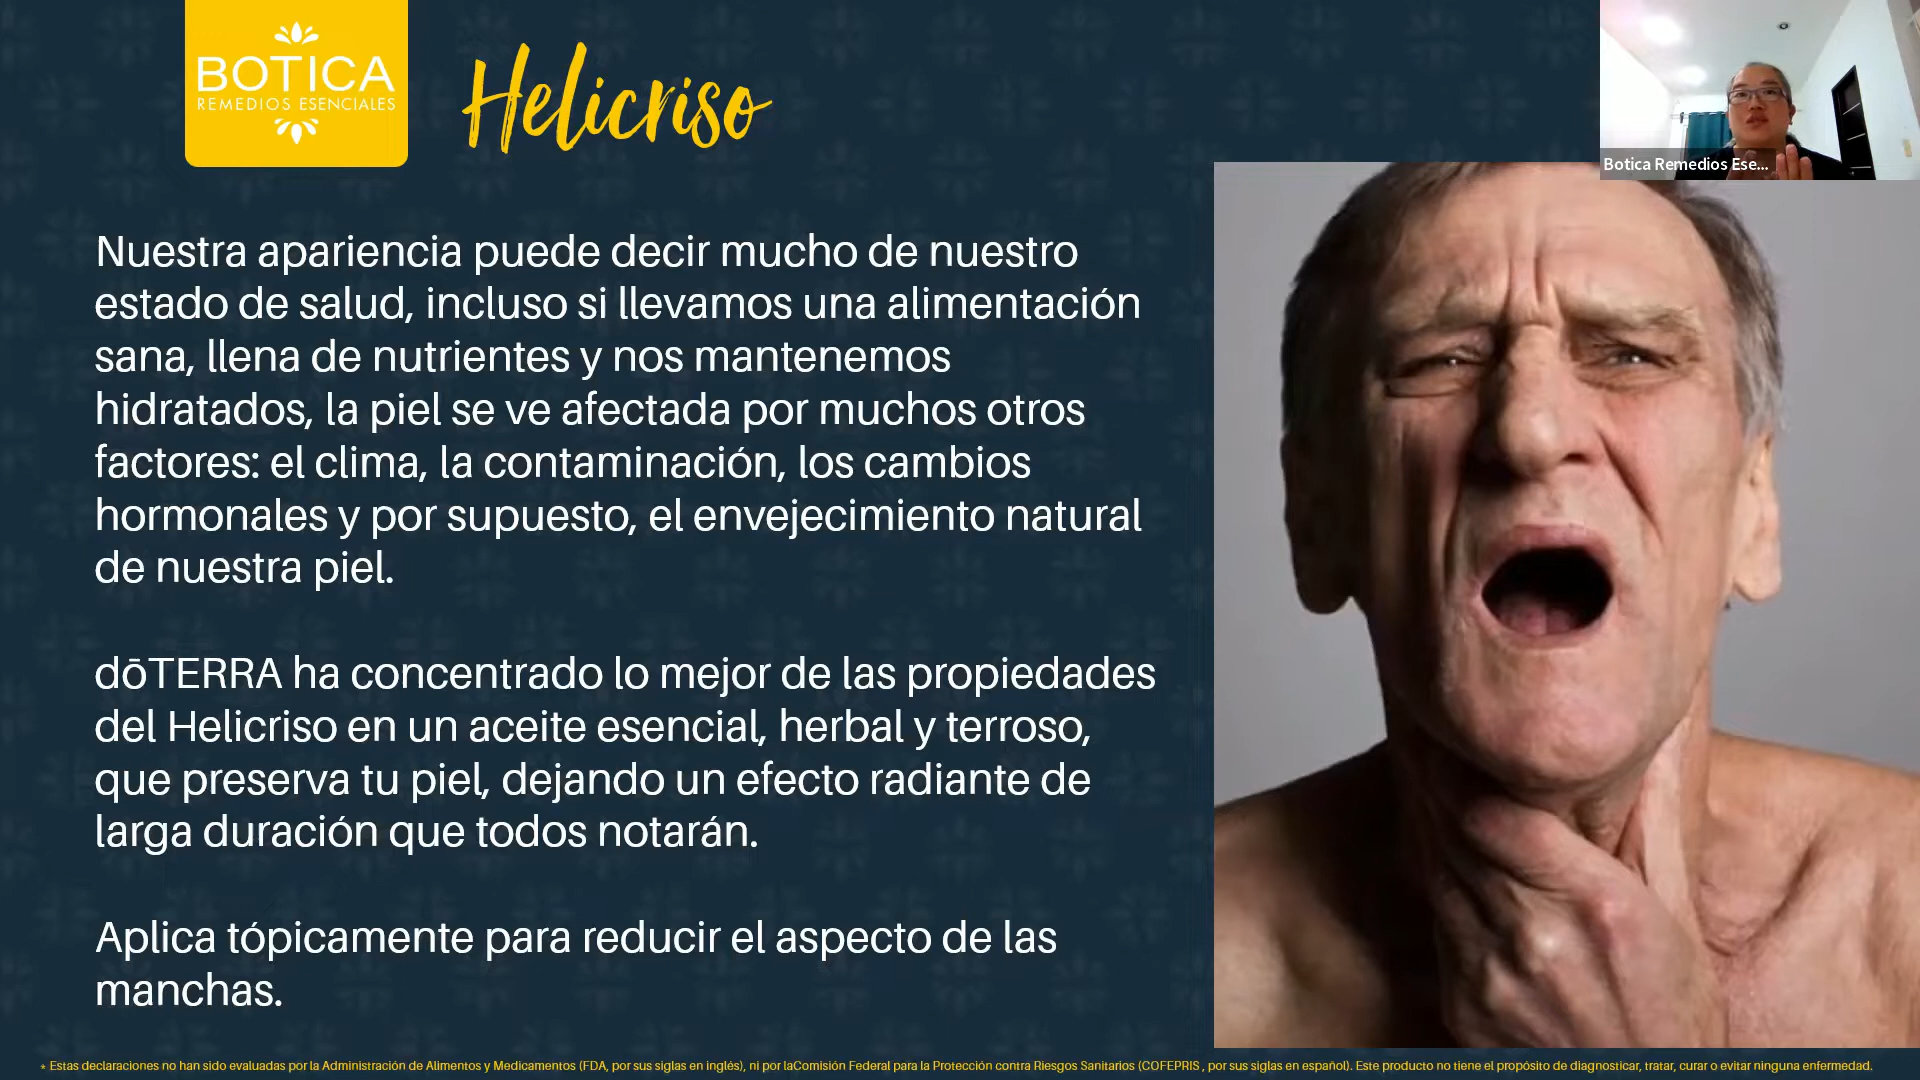 BOTICA
REMEDIOS ESENCIALES
Helicriso
Botica Remedios Ese...
Nuestra apariencia puede decir mucho de nuestro
estado de salud, incluso si llevamos una alimentación
sana, llena de nutrientes y nos mantenemos
hidratados, la piel se ve afectada por muchos otros
factores: el clima, la contaminación, los cambios
hormonales y por supuesto, el envejecimiento natural
de nuestra piel.
dōTERRA ha concentrado lo mejor de las propiedades
del Helicriso en un aceite esencial, herbal y terroso,
que preserva tu piel, dejando un efecto radiante de
larga duración que todos notarán.
Aplica tópicamente para reducir el aspecto de las
manchas.
* Estas declaraciones no han sido evaluadas por la Administración de Alimentos y Medicamentos (FDA, por sus siglas en inglés), ni por laComisión Federal para la Protección contra Riesgos Sanitarios (COFEPRIS , por sus siglas en español). Este producto no tiene el propósito de diagnosticar, tratar, curar o evitar ninguna enfermedad.